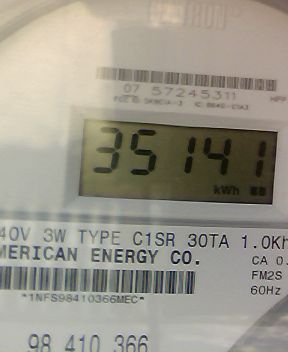 07 57245311
35141
kWh
40V 3W TYPE C1SR 30TA 1.0Kh
MERICAN ENERGY CO.
CA 0.
FM2S
60Hz
*1NFS98410366MEC*
98 410 366